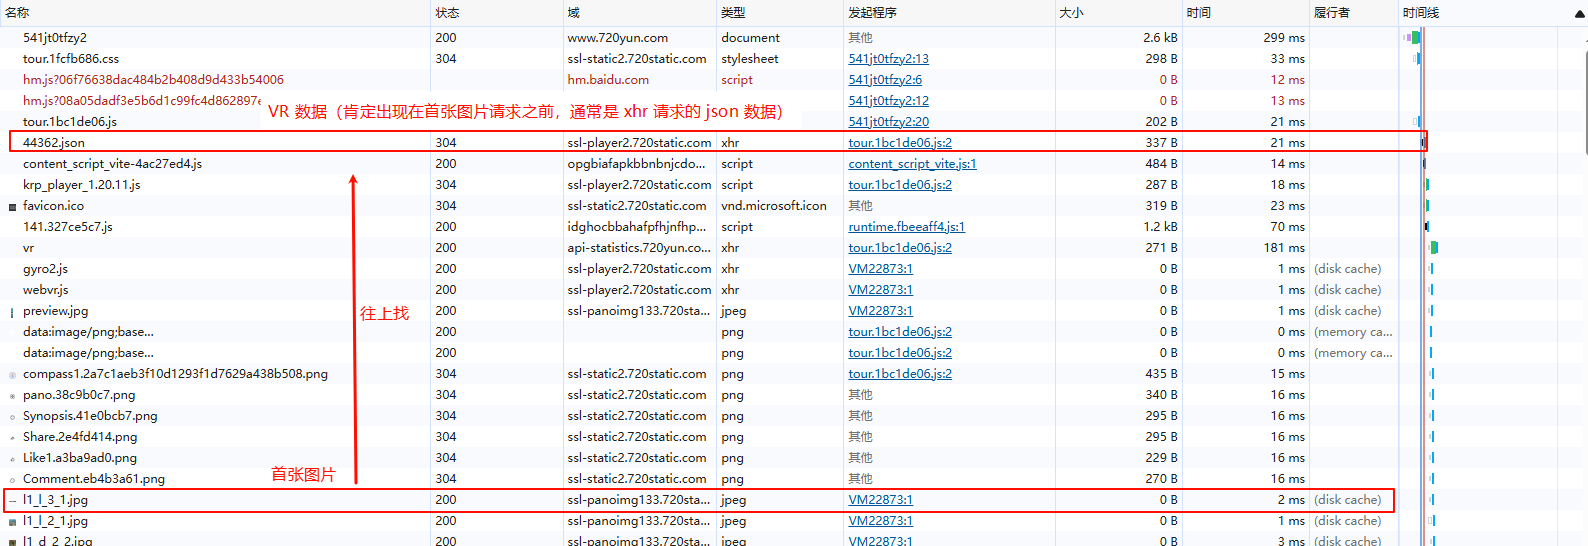 名称 状态 域 类型 发起程序 大小 时间 履行者 时间线
541jt0tfzy2 200 www.720yun.com document 其他 2.6 kB 299 ms
tour.1fcfb686.css 304 ssl-static2.720static.com stylesheet 541jt0tfzy2:13 298 B 33 ms
hm.js?06f76638dac484b2b408d9d433b54006 hm.baidu.com script 541jt0tfzy2:6 0 B 12 ms
hm.js?08a05dadf3e5b6d1c99fc4d862897e 541jt0tfzy2:12 0 B 13 ms
VR 数据（肯定出现在首张图片请求之前，通常是 xhr 请求的 json 数据）
tour.1bc1de06.js 541jt0tfzy2:20 202 B 21 ms
44362.json 304 ssl-player2.720static.com xhr tour.1bc1de06.js:2 337 B 21 ms
content_script_vite-4ac27ed4.js 200 opgbiafapkbbnbnjcdo... script content_script_vite.js:1 484 B 14 ms
krp_player_1.20.11.js 304 ssl-player2.720static.com script tour.1bc1de06.js:2 287 B 18 ms
favicon.ico 304 ssl-static2.720static.com vnd.microsoft.icon 其他 319 B 23 ms
141.327ce5c7.js 200 idghocbbahafpfhjnfhp... script runtime.fbeeaff4.js:1 1.2 kB 70 ms
vr 200 api-statistics.720yun.co... xhr tour.1bc1de06.js:2 271 B 181 ms
gyro2.js 200 ssl-player2.720static.com xhr VM22873:1 0 B 1 ms (disk cache)
webvr.js 200 ssl-player2.720static.com xhr VM22873:1 0 B 1 ms (disk cache)
preview.jpg 200 ssl-panoimg133.720sta... jpeg VM22873:1 0 B 1 ms (disk cache)
往上找
data:image/png;base... 200 png tour.1bc1de06.js:2 0 B 0 ms (memory ca...
data:image/png;base... 200 png tour.1bc1de06.js:2 0 B 0 ms (memory ca...
compass1.2a7c1aeb3f10d1293f1d7629a438b508.png 304 ssl-static2.720static.com png tour.1bc1de06.js:2 435 B 15 ms
pano.38c9b0c7.png 304 ssl-static2.720static.com png 其他 340 B 16 ms
Synopsis.41e0bcb7.png 304 ssl-static2.720static.com png 其他 295 B 16 ms
Share.2e4fd414.png 304 ssl-static2.720static.com png 其他 295 B 16 ms
Like1.a3ba9ad0.png 304 ssl-static2.720static.com png 其他 229 B 16 ms
首张图片
Comment.eb4b3a61.png 304 ssl-static2.720static.com png 其他 270 B 16 ms
l1_l_3_1.jpg 200 ssl-panoimg133.720sta... jpeg VM22873:1 0 B 2 ms (disk cache)
l1_l_2_1.jpg 200 ssl-panoimg133.720sta... jpeg VM22873:1 0 B 1 ms (disk cache)
l1_d_2_2.jpg 200 ssl-panoimg133.720sta... jpeg VM22873:1 0 B 3 ms (disk cache)